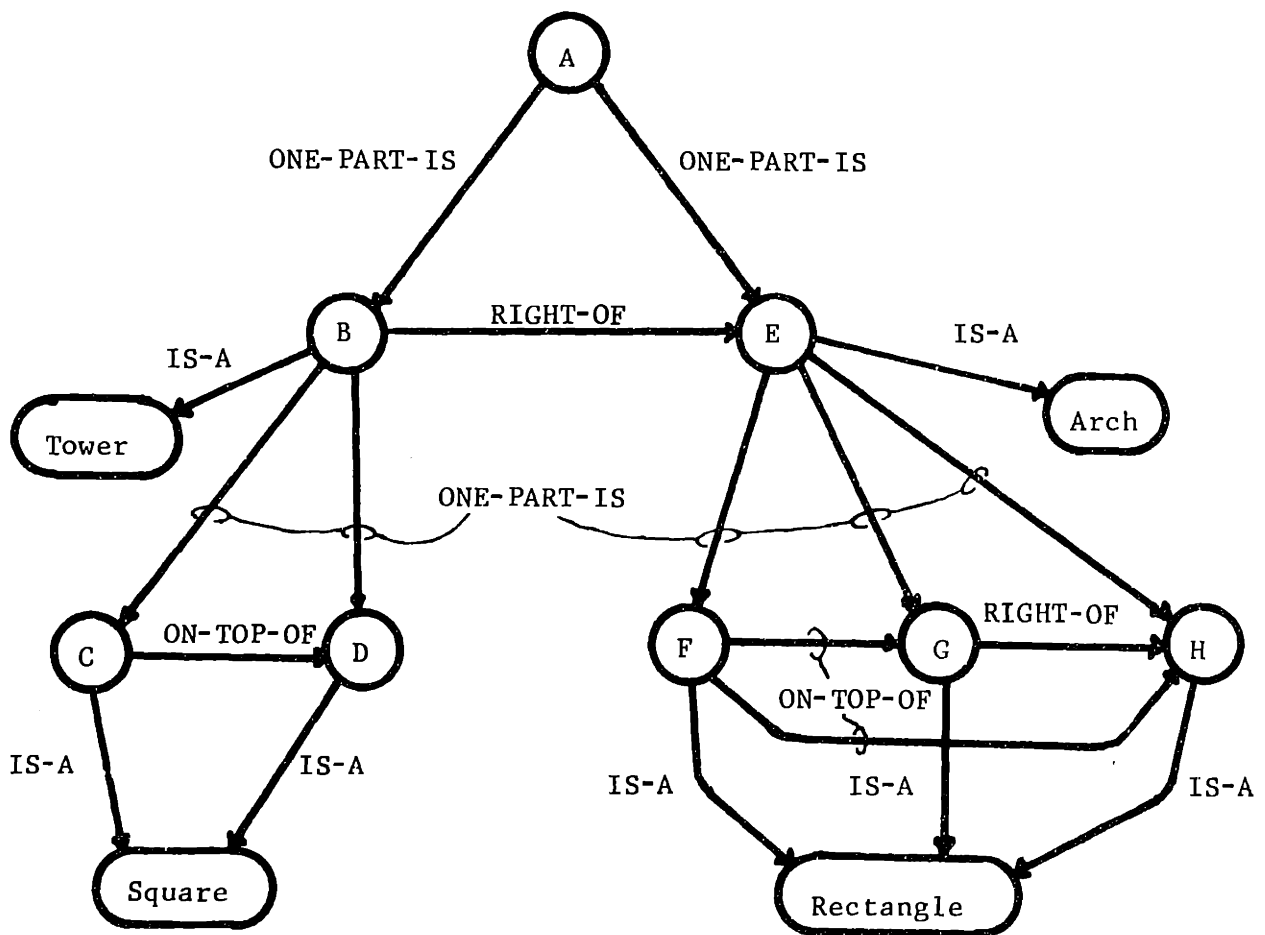 A
ONE-PART-IS
ONE-PART-IS
B
RIGHT-OF
E
IS-A
IS-A
Tower
Arch
ONE-PART-IS
C
ON-TOP-OF
D
F
G
RIGHT-OF
H
ON-TOP-OF
IS-A
IS-A
IS-A
IS-A
IS-A
Square
Rectangle